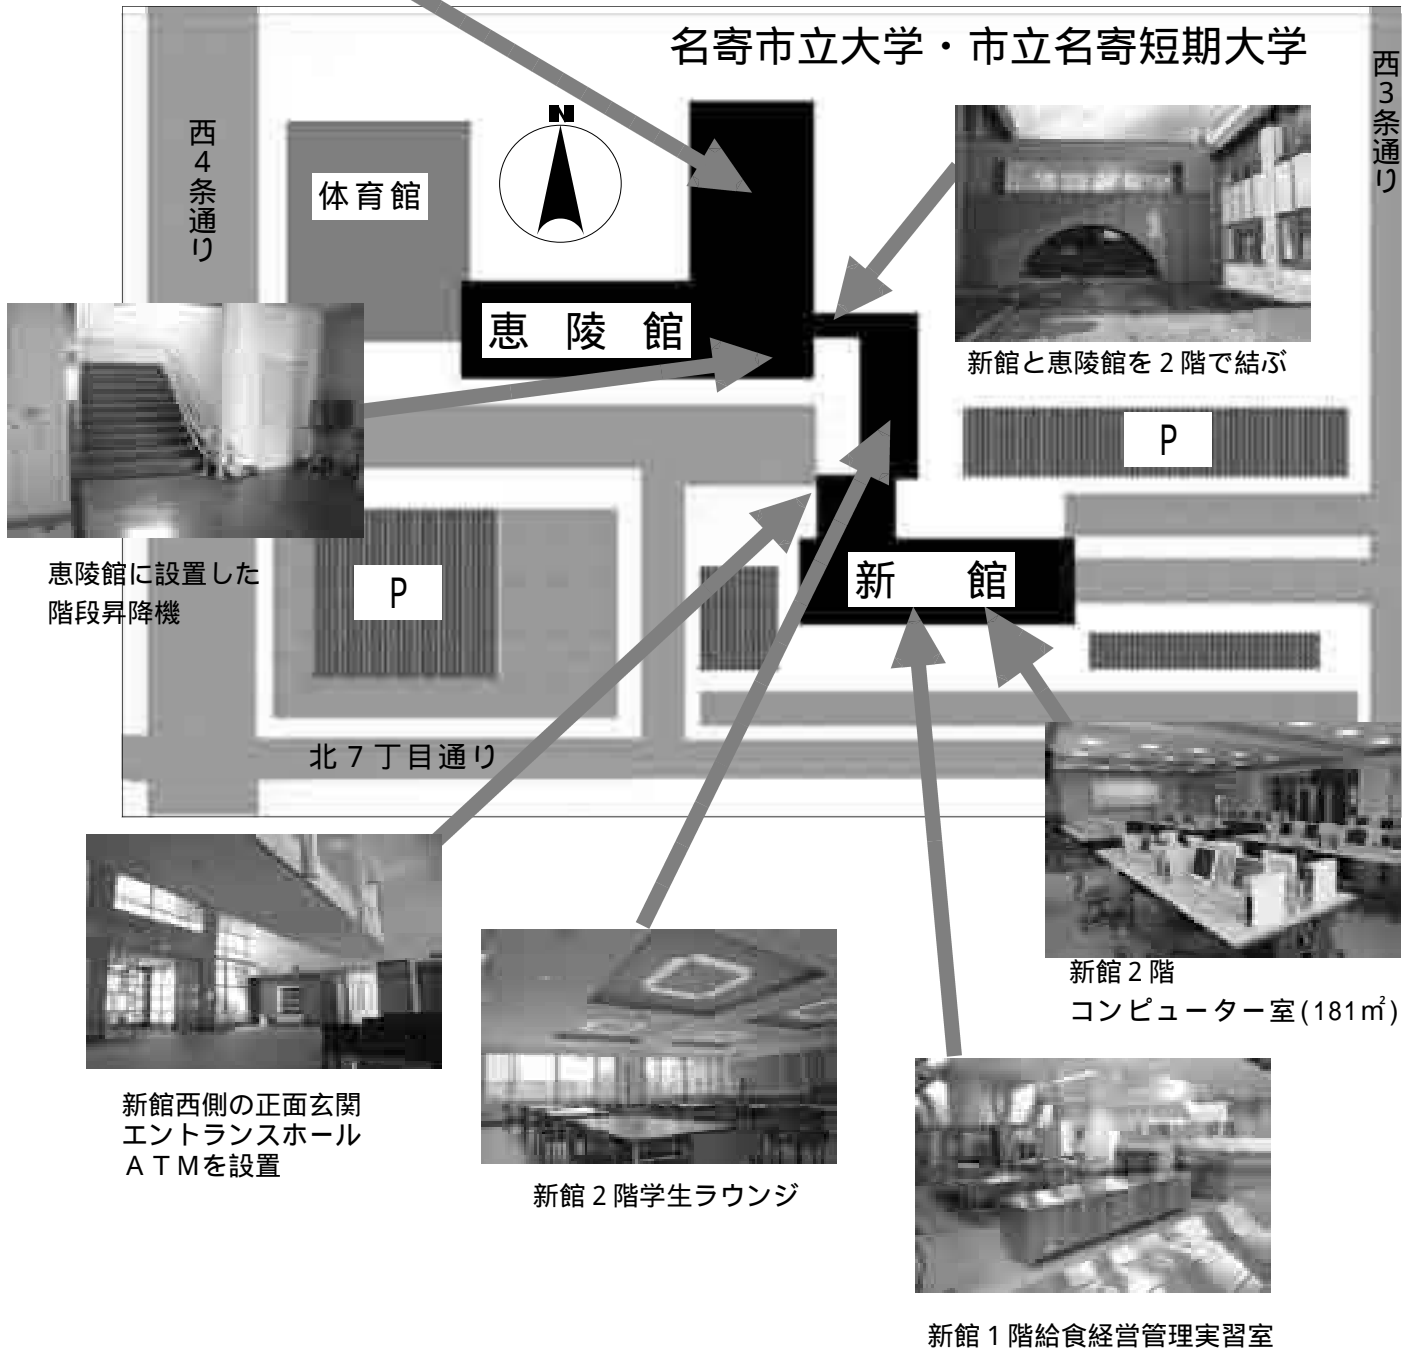 名寄市立大学・市立名寄短期大学
西3条通り
西4条通り
N
体育館
恵陵館
新館と恵陵館を2階で結ぶ
P
恵陵館に設置した
階段昇降機
P
新館
北7丁目通り
新館2階
コンピューター室(181㎡)
新館西側の正面玄関
エントランスホール
ATMを設置
新館2階学生ラウンジ
新館1階給食経営管理実習室